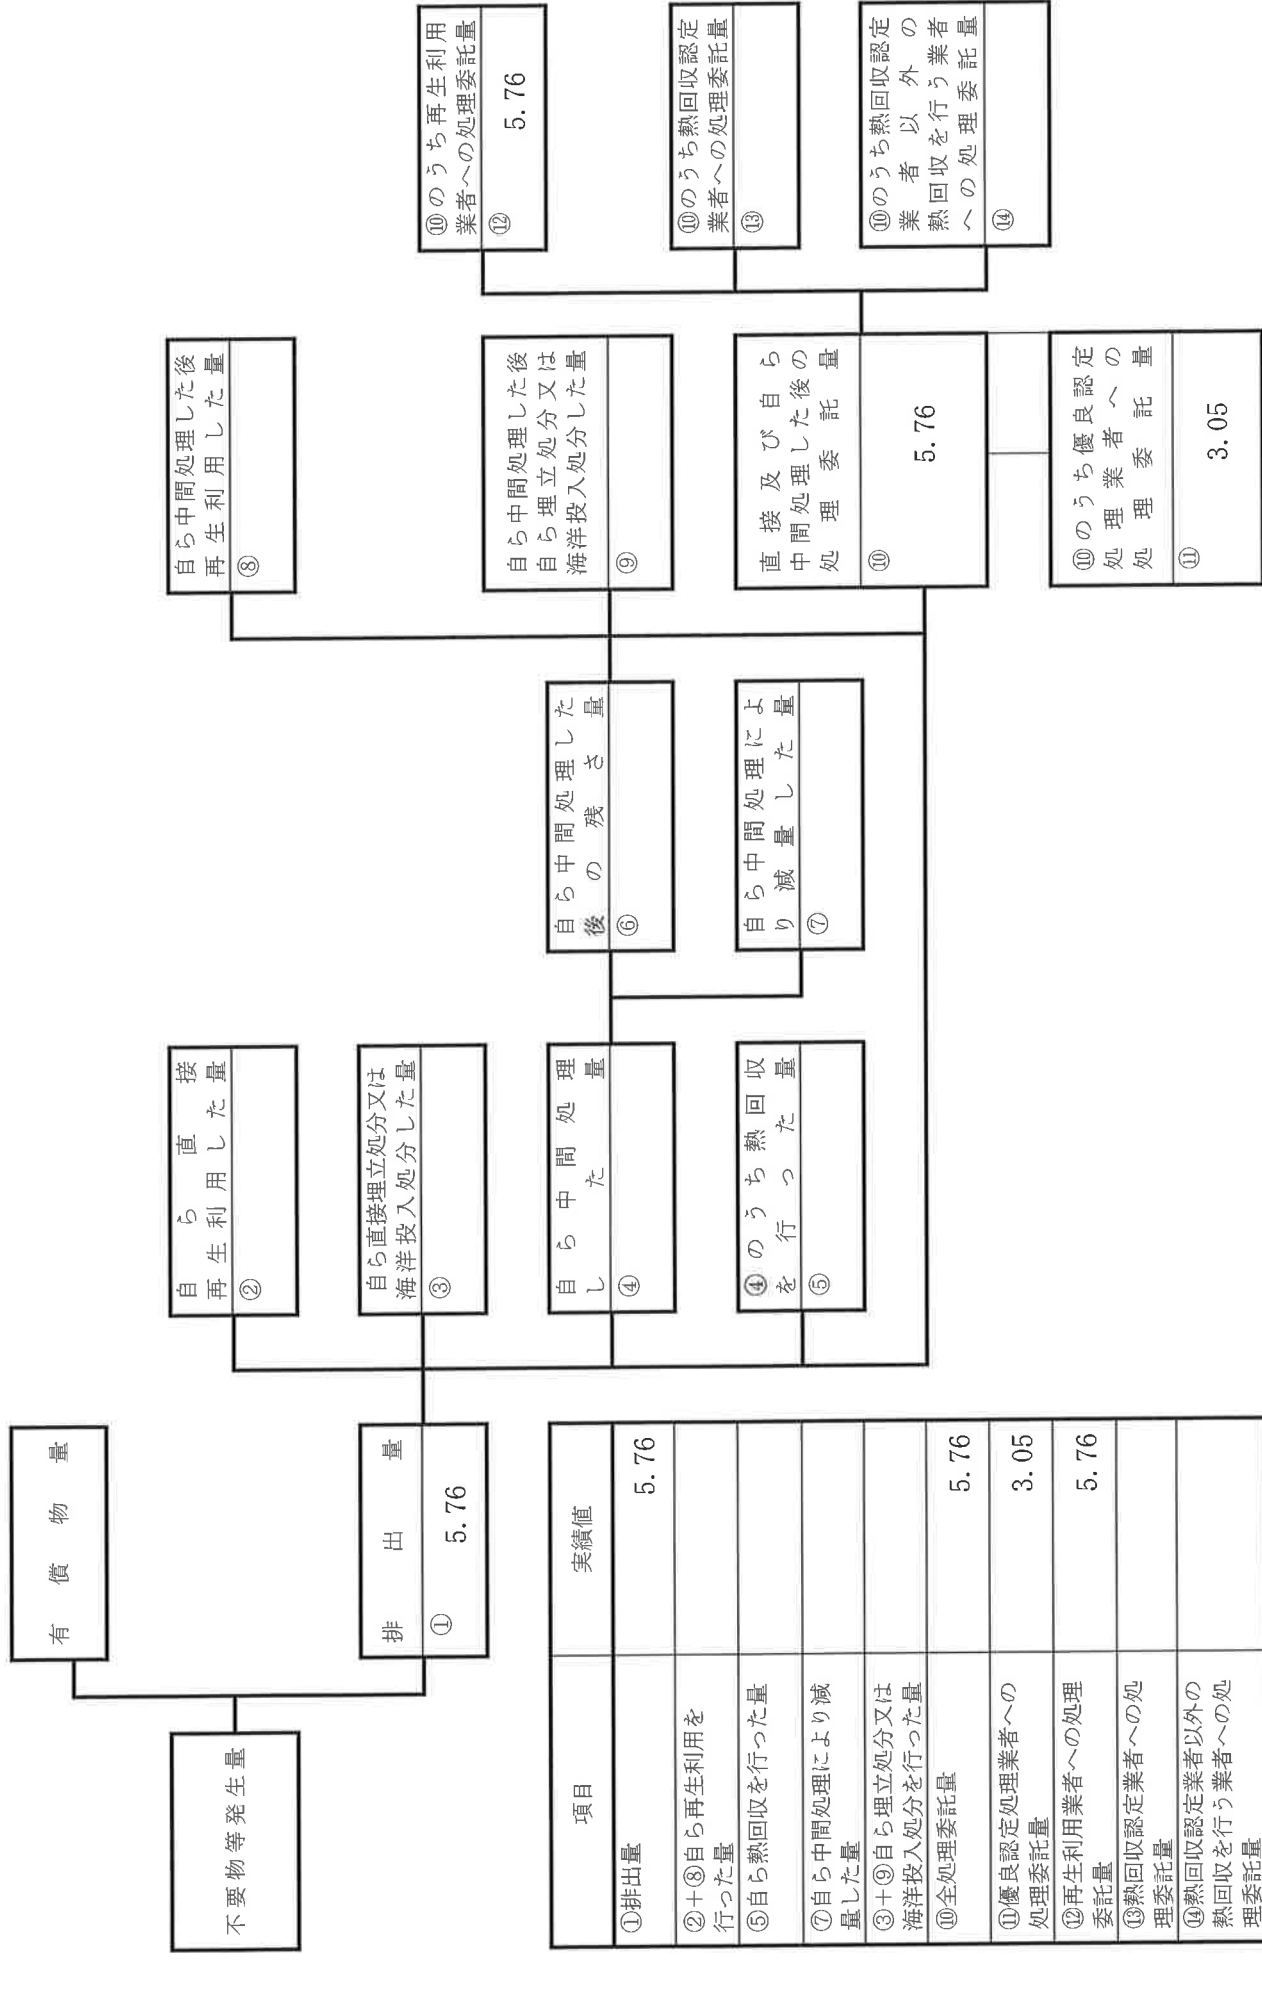 有償物量
不要物等発生量
排出量
①
5.76
自ら直接
再生利用した量
②
自ら直接埋立処分又は
海洋投入処分した量
③
自ら中間処理
した量
④
④のうち熱回収
を行った量
⑤
自ら中間処理した
後の残さ量
⑥
自ら中間処理によ
り減量した量
⑦
自ら中間処理した後
再生利用した量
⑧
自ら中間処理した後
自ら埋立処分又は
海洋投入処分した量
⑨
直接及び自ら
中間処理した後の
処理委託量
⑩
5.76
⑩のうち優良認定
処理業者への
処理委託量
⑪
3.05
⑩のうち再生利用
業者への処理委託量
⑫
5.76
⑩のうち熱回収認定
業者への処理委託量
⑬
⑩のうち熱回収認定
業者以外の
熱回収を行う業者
への処理委託量
⑭
項目 実績値
①排出量 5.76
②+⑧自ら再生利用を
行った量
⑤自ら熱回収を行った量
⑦自ら中間処理により減
量した量
③+⑨自ら埋立処分又は
海洋投入処分を行った量
⑩全処理委託量 5.76
⑪優良認定処理業者への
処理委託量 3.05
⑫再生利用業者への処理
委託量 5.76
⑬熱回収認定業者への処
理委託量
⑭熱回収認定業者以外の
熱回収を行う業者への処
理委託量